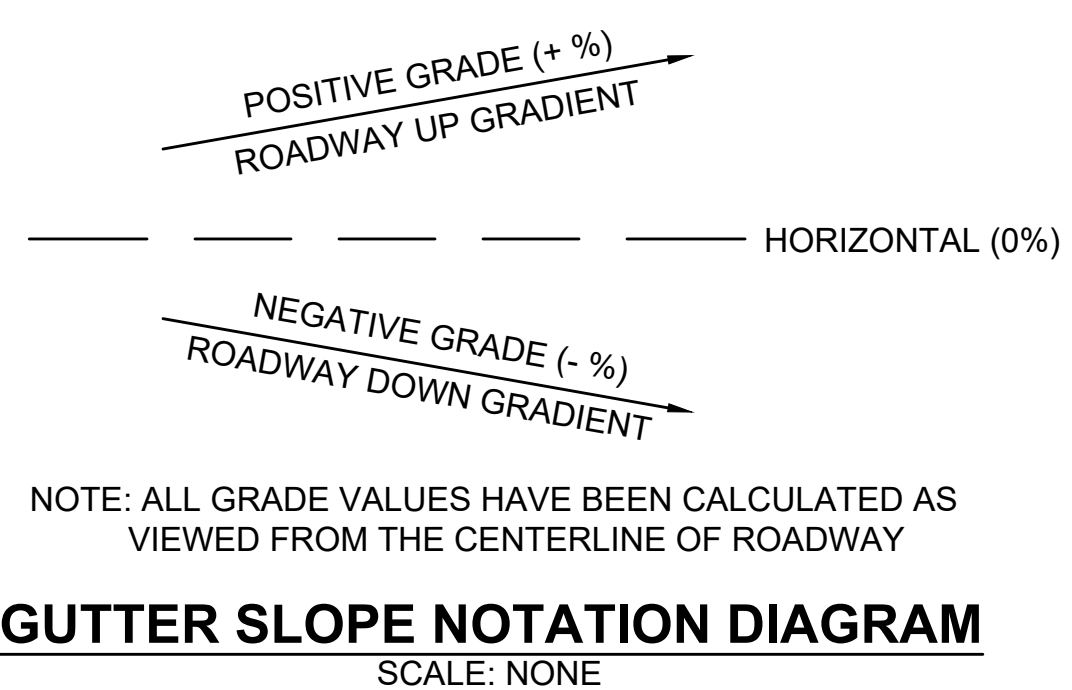 POSITIVE GRADE (+ %)
ROADWAY UP GRADIENT
HORIZONTAL (0%)
NEGATIVE GRADE (- %)
ROADWAY DOWN GRADIENT
NOTE: ALL GRADE VALUES HAVE BEEN CALCULATED AS
VIEWED FROM THE CENTERLINE OF ROADWAY
GUTTER SLOPE NOTATION DIAGRAM
SCALE: NONE